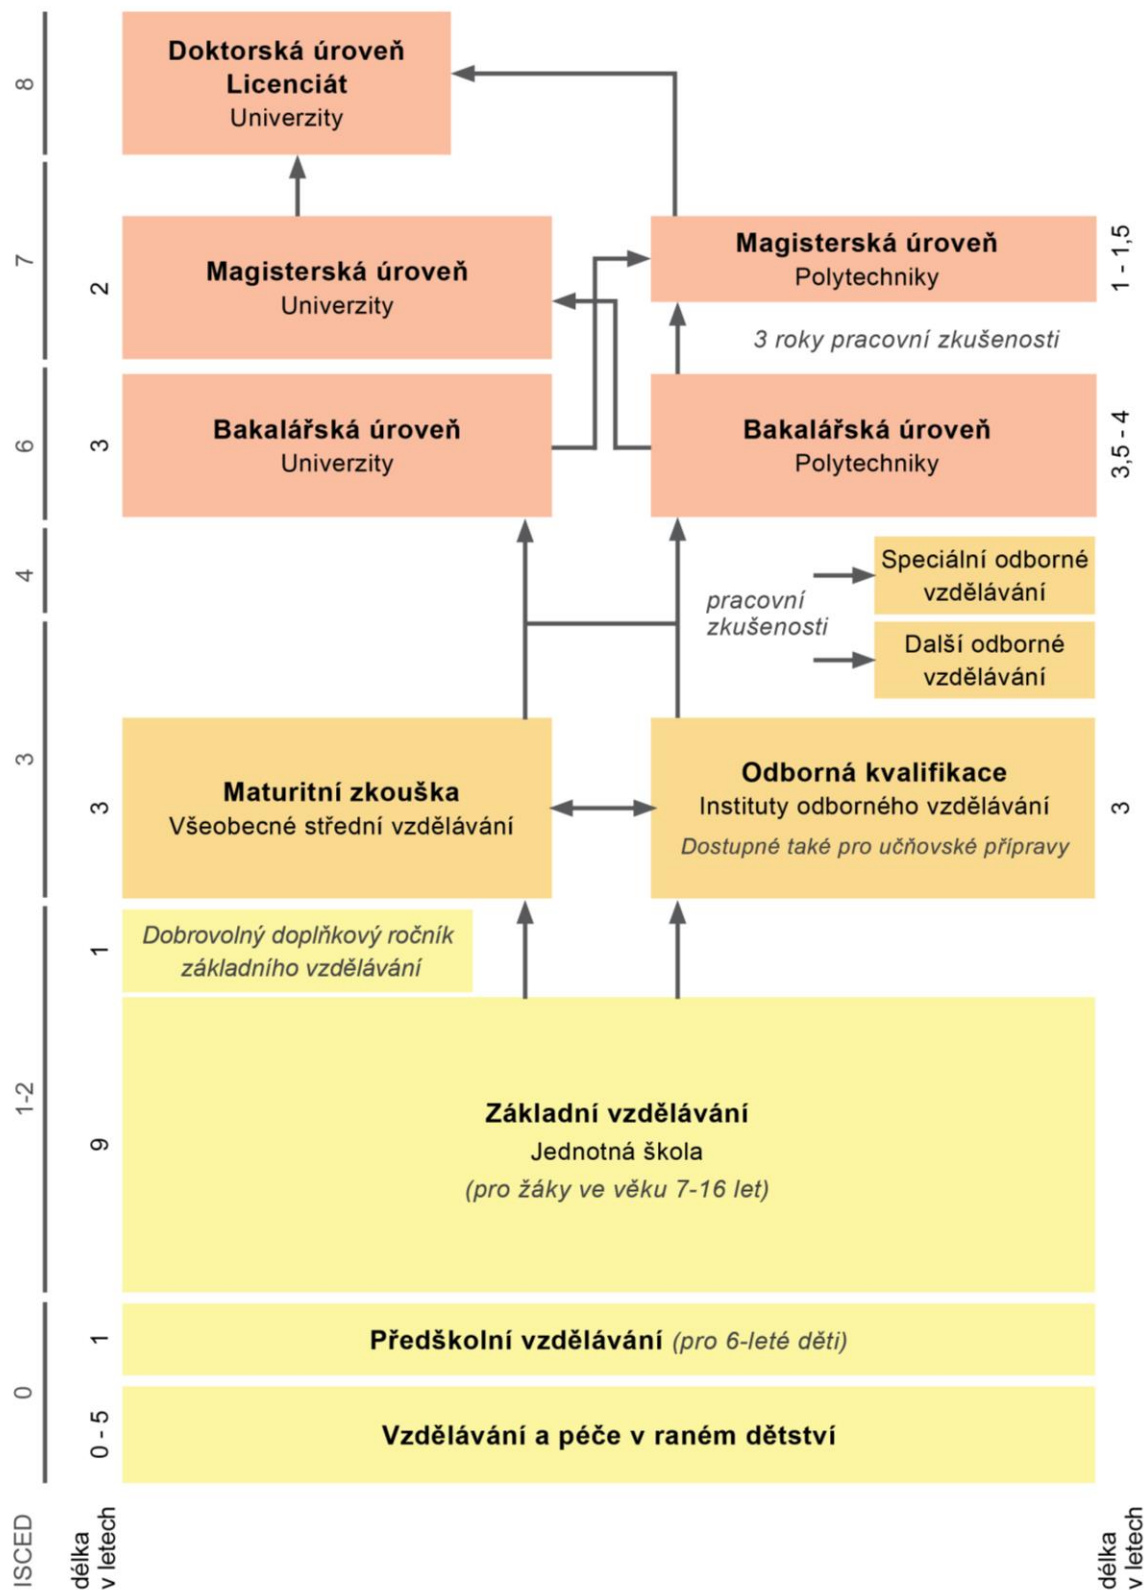 8
Doktorská úroveň
Licenciát
Univerzity
7
2
Magisterská úroveň
Univerzity
Magisterská úroveň
Polytechniky
1 - 1,5
3 roky pracovní zkušenosti
6
3
Bakalářská úroveň
Univerzity
Bakalářská úroveň
Polytechniky
3,5 - 4
4
pracovní
zkušenosti
Speciální odborné
vzdělávání
Další odborné
vzdělávání
3
3
Maturitní zkouška
Všeobecné střední vzdělávání
Odborná kvalifikace
Instituty odborného vzdělávání
Dostupné také pro učňovské přípravy
3
1
Dobrovolný doplňkový ročník
základního vzdělávání
1-2
9
Základní vzdělávání
Jednotná škola
(pro žáky ve věku 7-16 let)
0
1
Předškolní vzdělávání (pro 6-leté děti)
0 - 5
Vzdělávání a péče v raném dětství
ISCED
délka
v letech
délka
v letech